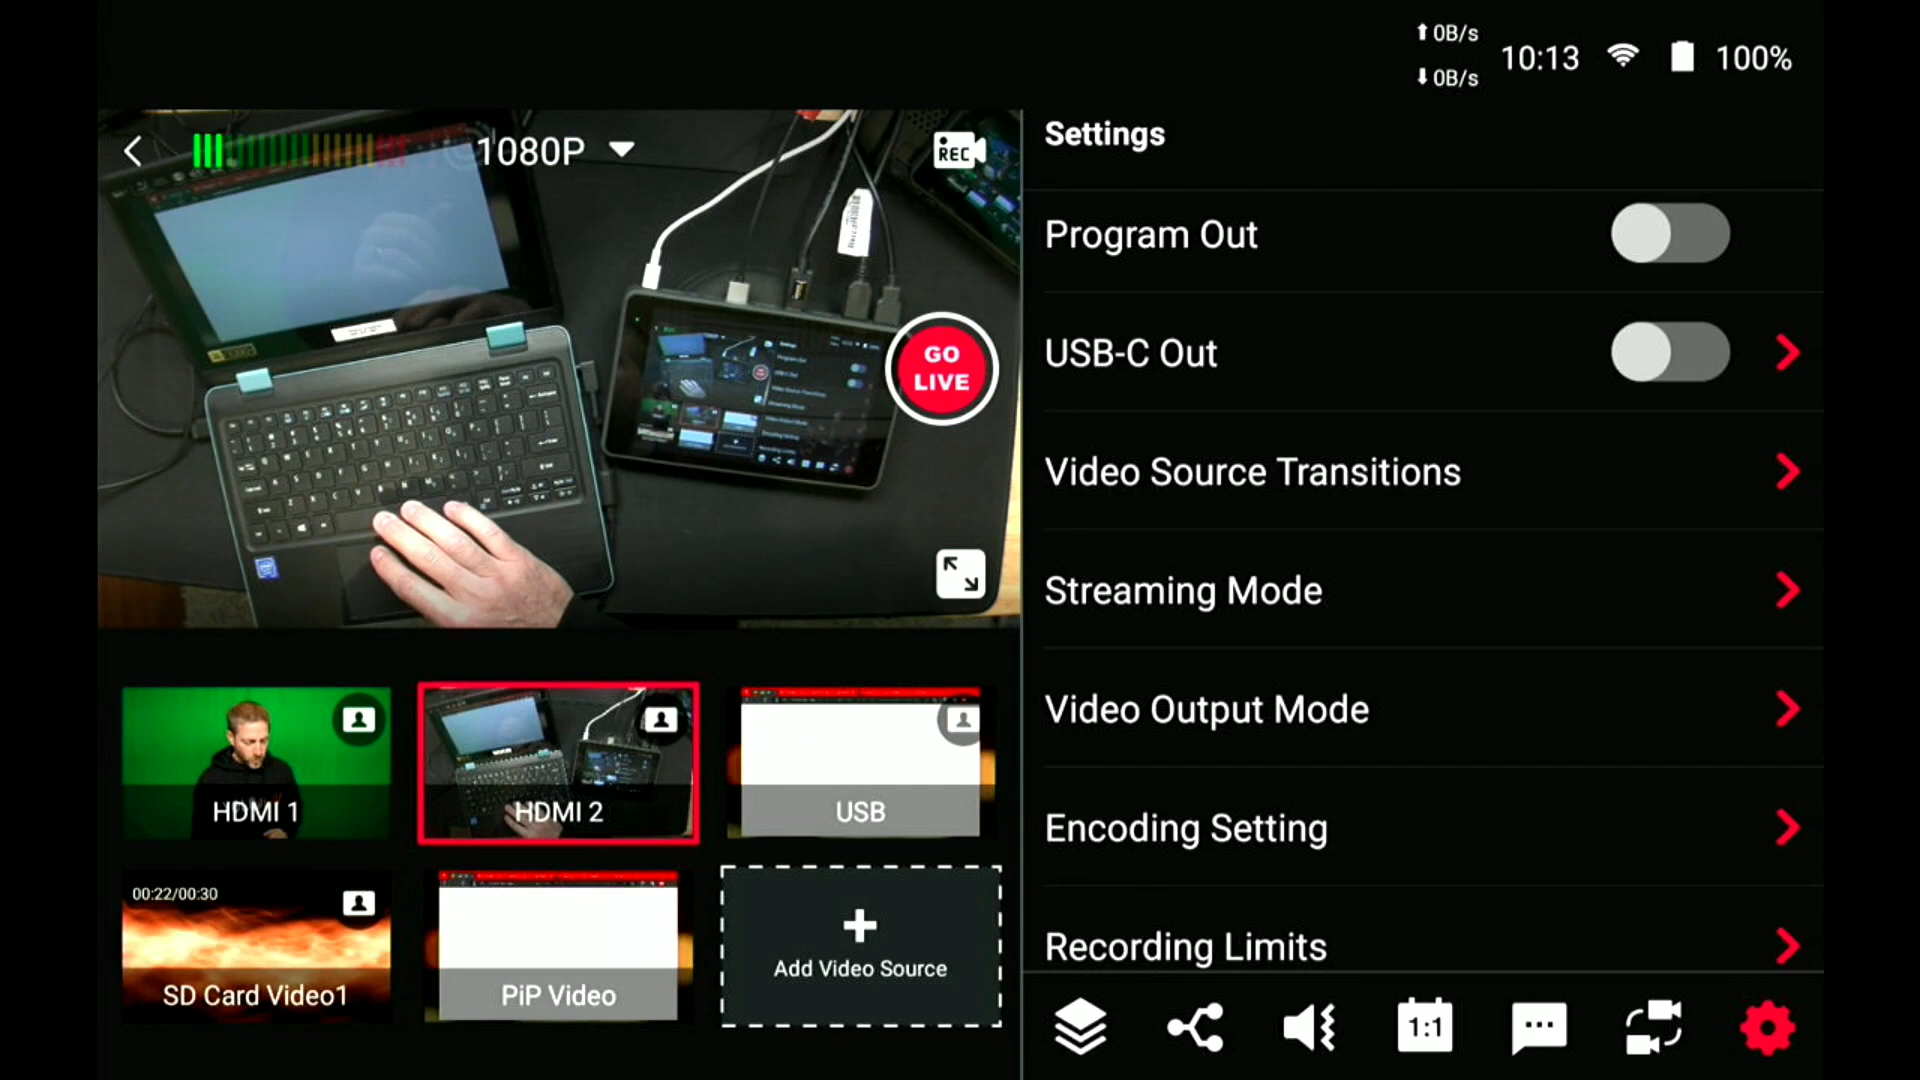 0B/s
0B/s
10:13
100%
1080P
REC
Settings
Program Out
USB-C Out
GO
LIVE
Video Source Transitions
Streaming Mode
Video Output Mode
Encoding Setting
Recording Limits
HDMI 1
HDMI 2
USB
00:22/00:30
SD Card Video1
PiP Video
Add Video Source
1:1